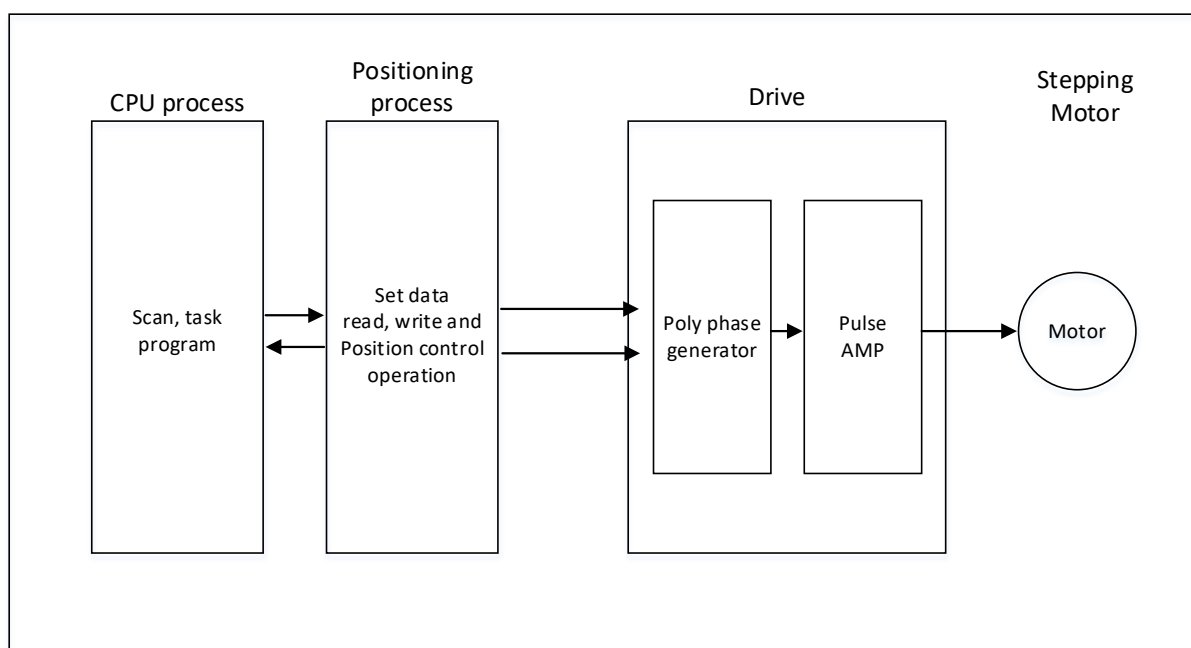 CPU process
Positioning
process
Drive
Stepping
Motor
Scan, task
program
Set data
read, write and
Position control
operation
Poly phase
generator
Pulse
AMP
Motor